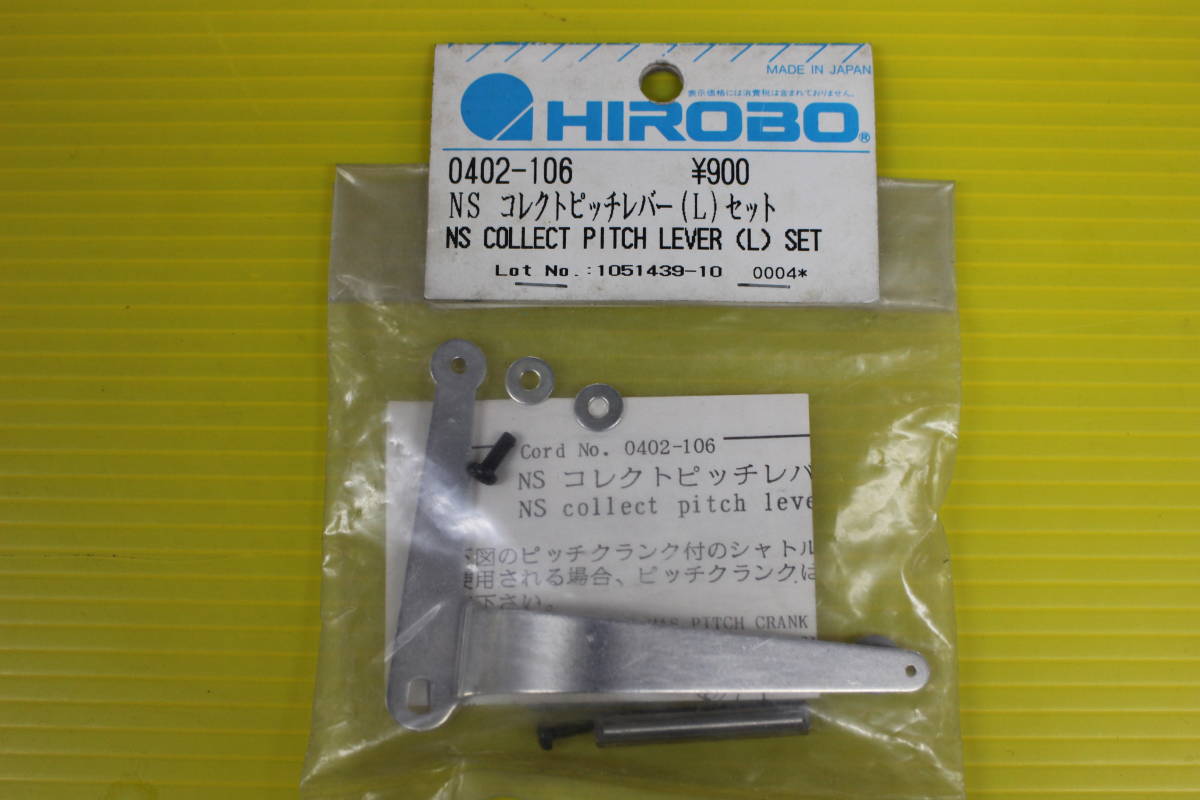 MADE IN JAPAN
表示価格には消費税は含まれておりません。
HIROBO®
0402-106 ¥900
NS コレクトピッチレバー(L)セット
NS COLLECT PITCH LEVER (L) SET
Lot No.:1051439-10 0004*
Cord No. 0402-106
NS コレクトピッチレバ
NS collect pitch leve
図のピッチクランク付のシャトル
使用される場合、ピッチクランクは
下さい。
PITCH CRANK